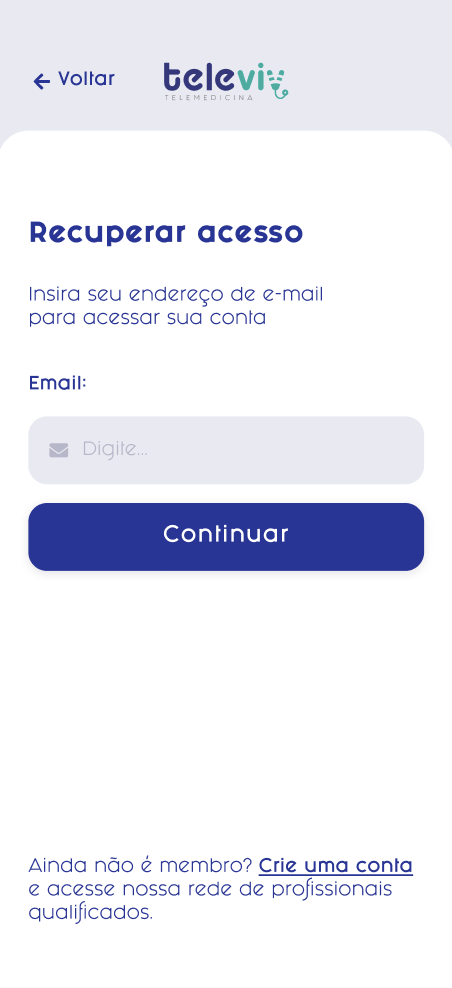 Voltar
televiv
TELEMEDICINA
Recuperar acesso
Insira seu endereço de e-mail
para acessar sua conta
Email:
Digite...
Continuar
Ainda não é membro? Crie uma conta
e acesse nossa rede de profissionais
qualificados.